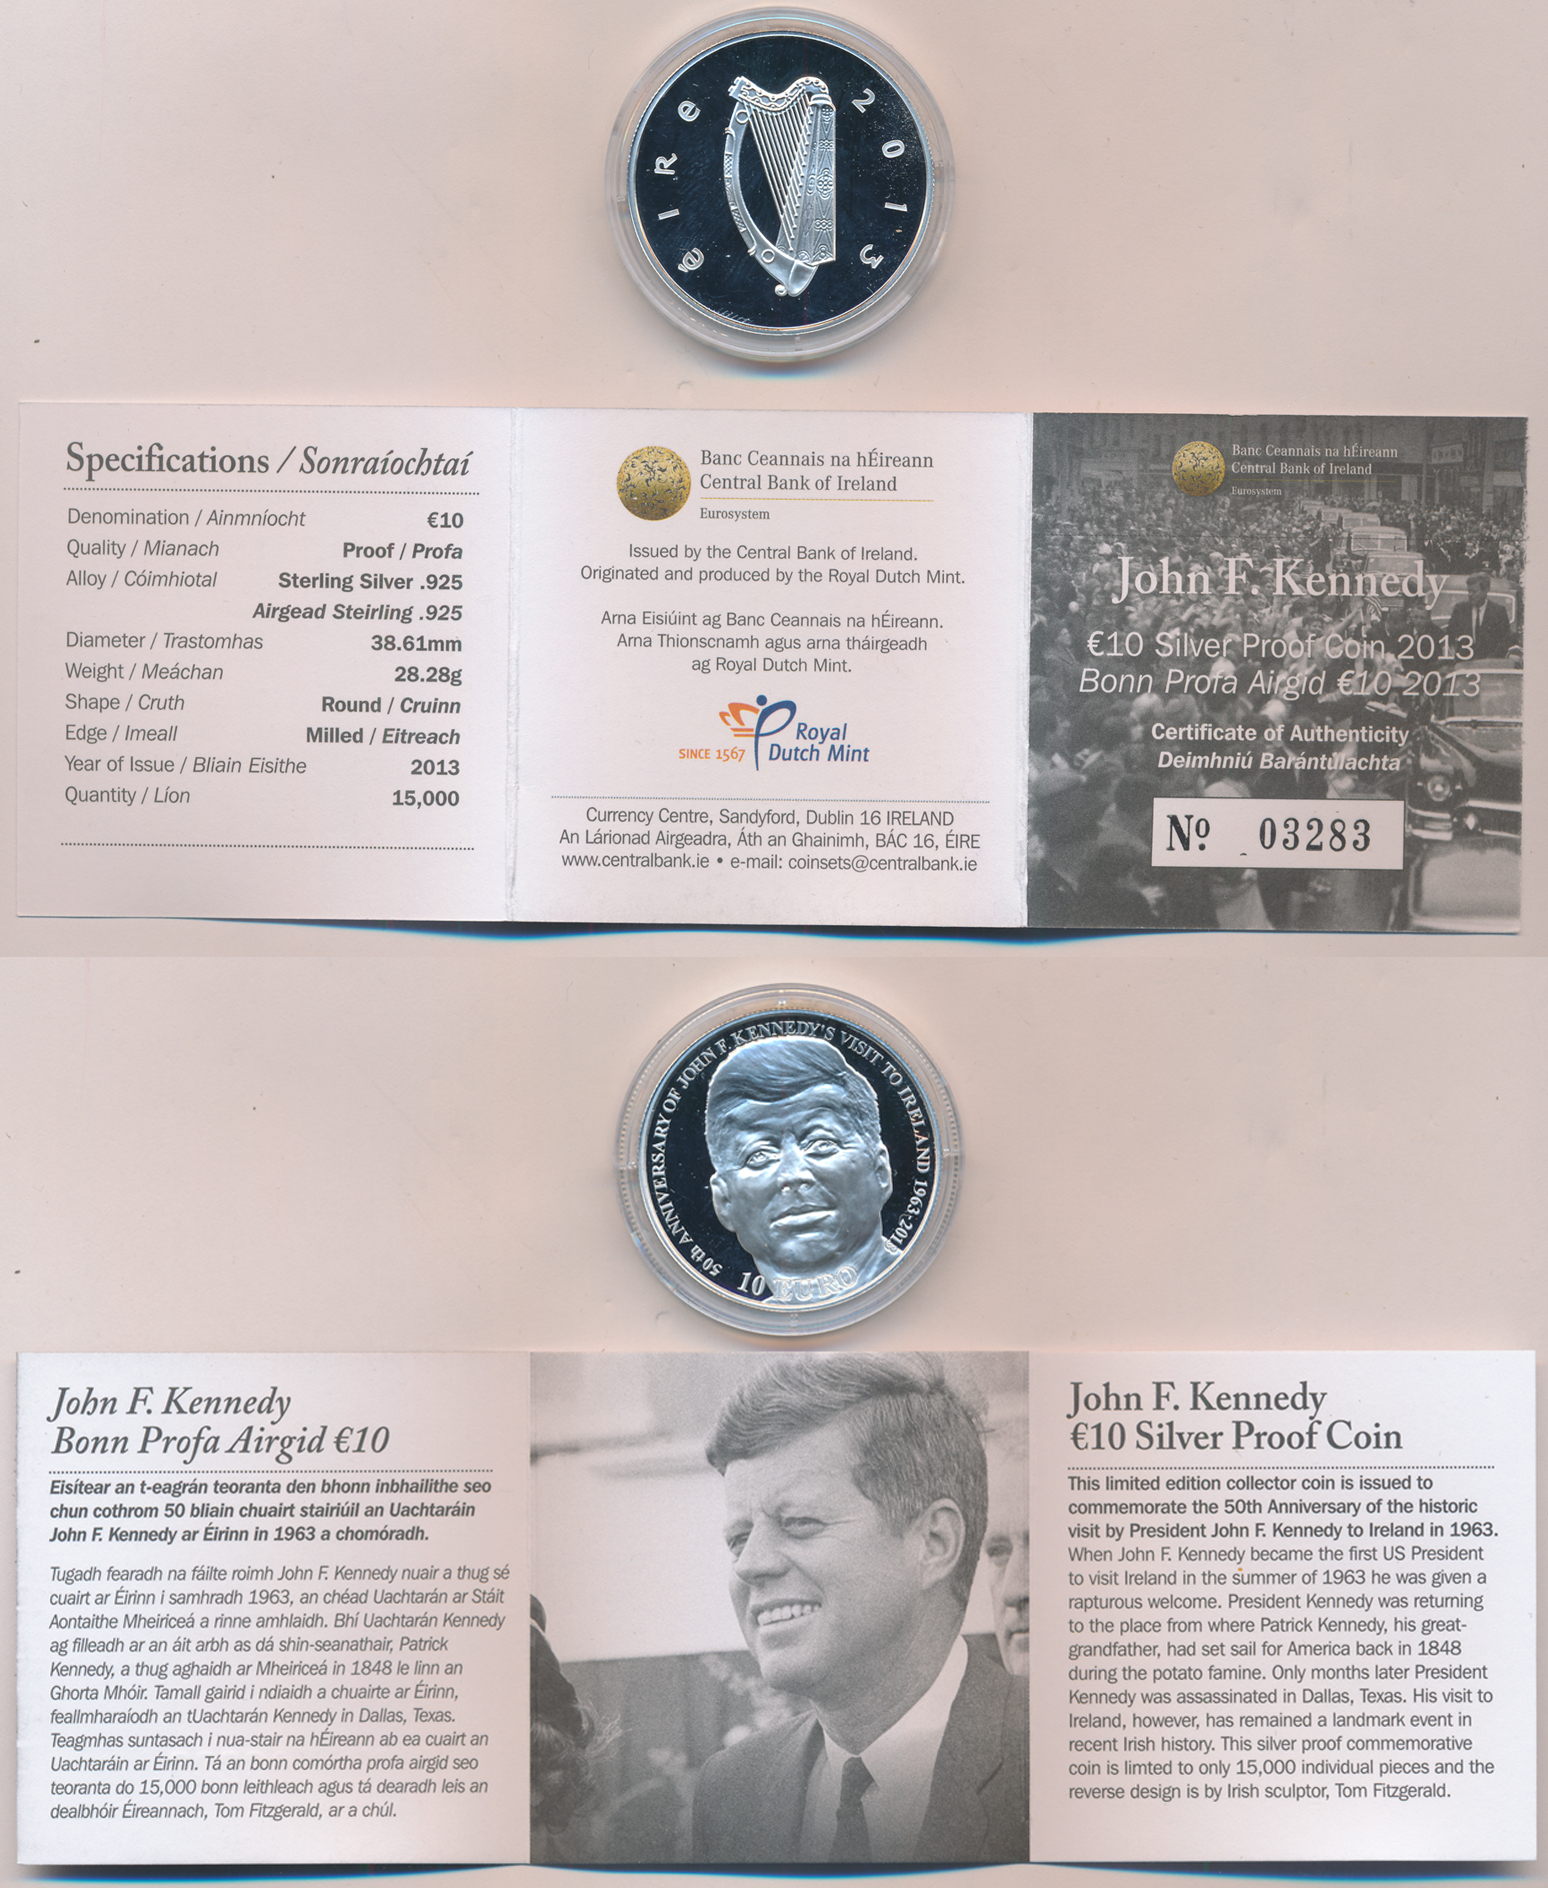 éIRe 2013
Specifications / Sonraíochtaí
Denomination / Ainmníocht €10
Quality / Mianach Proof / Profa
Alloy / Cóimhiotal Sterling Silver .925
Airgead Steirling .925
Diameter / Trastomhas 38.61mm
Weight / Meáchan 28.28g
Shape / Cruth Round / Cruinn
Edge / Imeall Milled / Eitreach
Year of Issue / Bliain Eisithe 2013
Quantity / Líon 15,000
Banc Ceannais na hÉireann
Central Bank of Ireland
Eurosystem
Issued by the Central Bank of Ireland.
Originated and produced by the Royal Dutch Mint.
Arna Eisiúint ag Banc Ceannais na hÉireann.
Arna Thionscnamh agus arna tháirgeadh
ag Royal Dutch Mint.
SINCE 1567 Royal
Dutch Mint
Currency Centre, Sandyford, Dublin 16 IRELAND
An Lárionad Airgeadra, Áth an Ghainimh, BÁC 16, ÉIRE
www.centralbank.ie • e-mail: coinsets@centralbank.ie
Banc Ceannais na hÉireann
Central Bank of Ireland
Eurosystem
John F. Kennedy
€10 Silver Proof Coin 2013
Bonn Profa Airgid €10 2013
Certificate of Authenticity
Deimhniú Barántúlachta
Nº 03283
50th ANNIVERSARY OF JOHN F. KENNEDY'S VISIT TO IRELAND 1963-2013
10 EURO
John F. Kennedy
Bonn Profa Airgid €10
Eisítear an t-eagrán teoranta den bhonn inbhailithe seo
chun cothrom 50 bliain chuairt stairiúil an Uachtaráin
John F. Kennedy ar Éirinn in 1963 a chomóradh.
Tugadh fearadh na fáilte roimh John F. Kennedy nuair a thug sé
cuairt ar Éirinn i samhradh 1963, an chéad Uachtarán ar Stáit
Aontaithe Mheiriceá a rinne amhlaidh. Bhí Uachtarán Kennedy
ag filleadh ar an áit arbh as dá shin-seanathair, Patrick
Kennedy, a thug aghaidh ar Mheiriceá in 1848 le linn an
Ghorta Mhóir. Tamall gairid i ndiaidh a chuairte ar Éirinn,
feallmharaíodh an tUachtarán Kennedy in Dallas, Texas.
Teagmhas suntasach i nua-stair na hÉireann ab ea cuairt an
Uachtaráin ar Éirinn. Tá an bonn comórtha profa airgid seo
teoranta do 15,000 bonn leithleach agus tá dearadh leis an
dealbhóir Éireannach, Tom Fitzgerald, ar a chúl.
John F. Kennedy
€10 Silver Proof Coin
This limited edition collector coin is issued to
commemorate the 50th Anniversary of the historic
visit by President John F. Kennedy to Ireland in 1963.
When John F. Kennedy became the first US President
to visit Ireland in the summer of 1963 he was given a
rapturous welcome. President Kennedy was returning
to the place from where Patrick Kennedy, his great-
grandfather, had set sail for America back in 1848
during the potato famine. Only months later President
Kennedy was assassinated in Dallas, Texas. His visit to
Ireland, however, has remained a landmark event in
recent Irish history. This silver proof commemorative
coin is limted to only 15,000 individual pieces and the
reverse design is by Irish sculptor, Tom Fitzgerald.